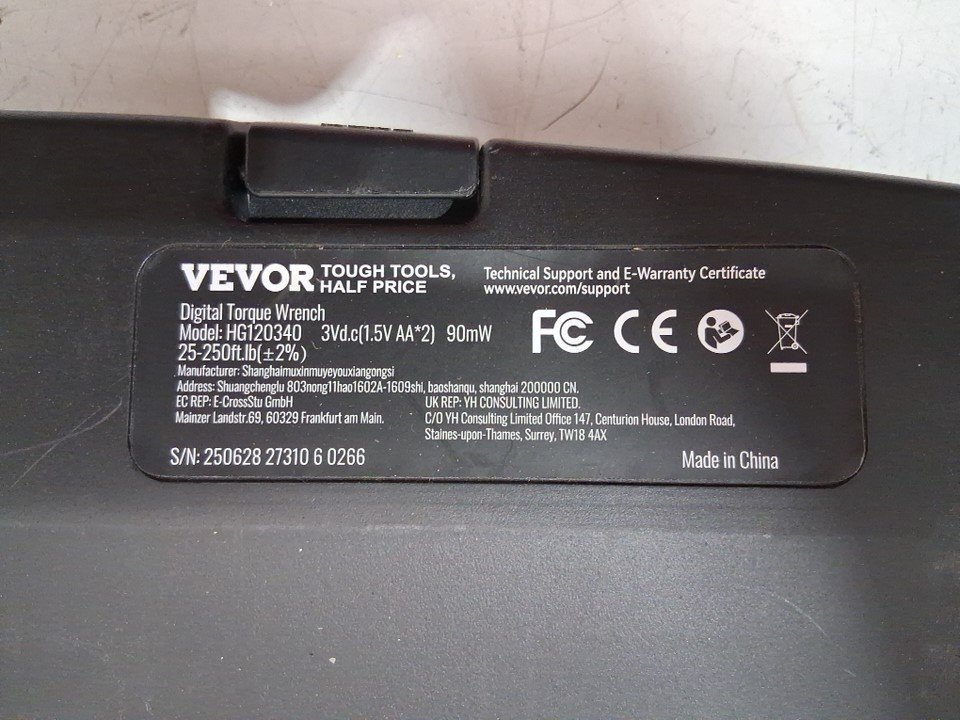 VEVOR TOUGH TOOLS,
HALF PRICE
Technical Support and E-Warranty Certificate
www.vevor.com/support
Digital Torque Wrench
Model: HG120340 3Vd.c(1.5V AA*2) 90mW
25-250ft.lb(±2%)
FC CE
Manufacturer: Shanghaimuxinmuyeyouxiangongsi
Address: Shuangchenglu 803nong11hao1602A-1609shi, baoshanqu, shanghai 200000 CN.
EC REP: E-CrossStu GmbH
Mainzer Landstr.69, 60329 Frankfurt am Main.
UK REP: YH CONSULTING LIMITED.
C/O YH Consulting Limited Office 147, Centurion House, London Road,
Staines-upon-Thames, Surrey, TW18 4AX
S/N: 250628 27310 6 0266
Made in China